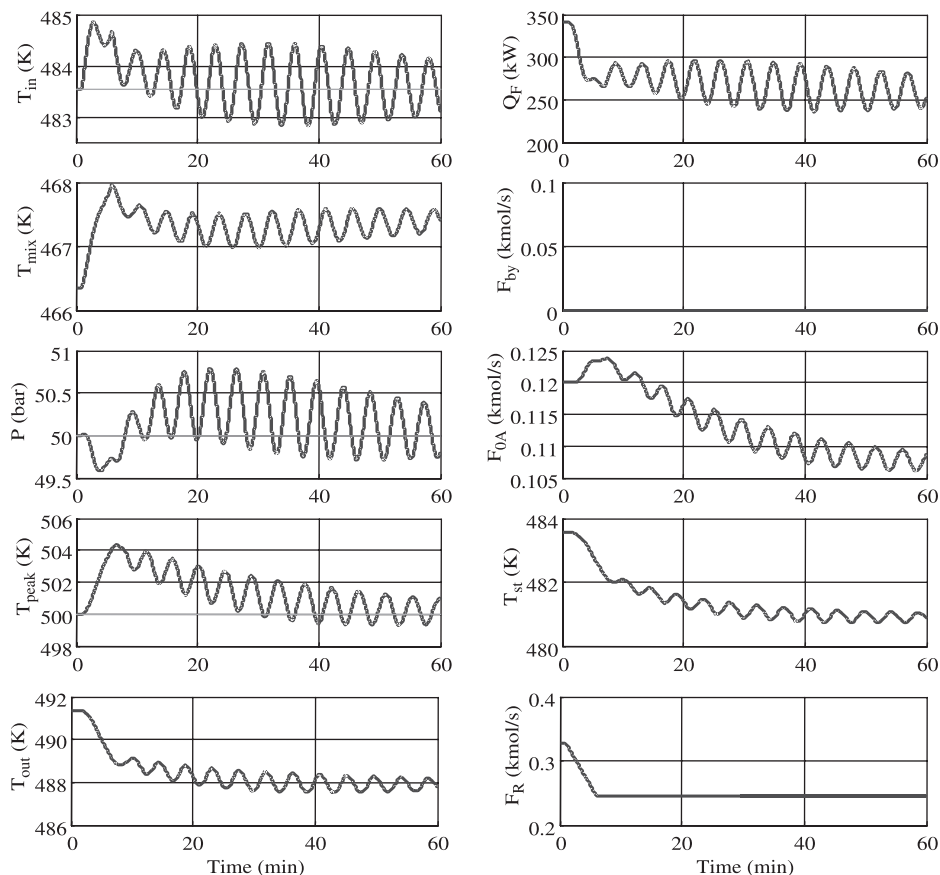 485
484
483
T_in (K)
0 20 40 60
350
300
250
200
Q_F (kW)
0 20 40 60
468
467
466
T_mix (K)
0 20 40 60
0.1
0.05
0
F_by (kmol/s)
0 20 40 60
51
50.5
50
49.5
P (bar)
0 20 40 60
0.125
0.120
0.115
0.110
0.105
F_0A (kmol/s)
0 20 40 60
506
504
502
500
498
T_peak (K)
0 20 40 60
484
482
480
T_st (K)
0 20 40 60
492
490
488
486
T_out (K)
0 20 40 60
Time (min)
0.4
0.3
0.2
F_R (kmol/s)
0 20 40 60
Time (min)